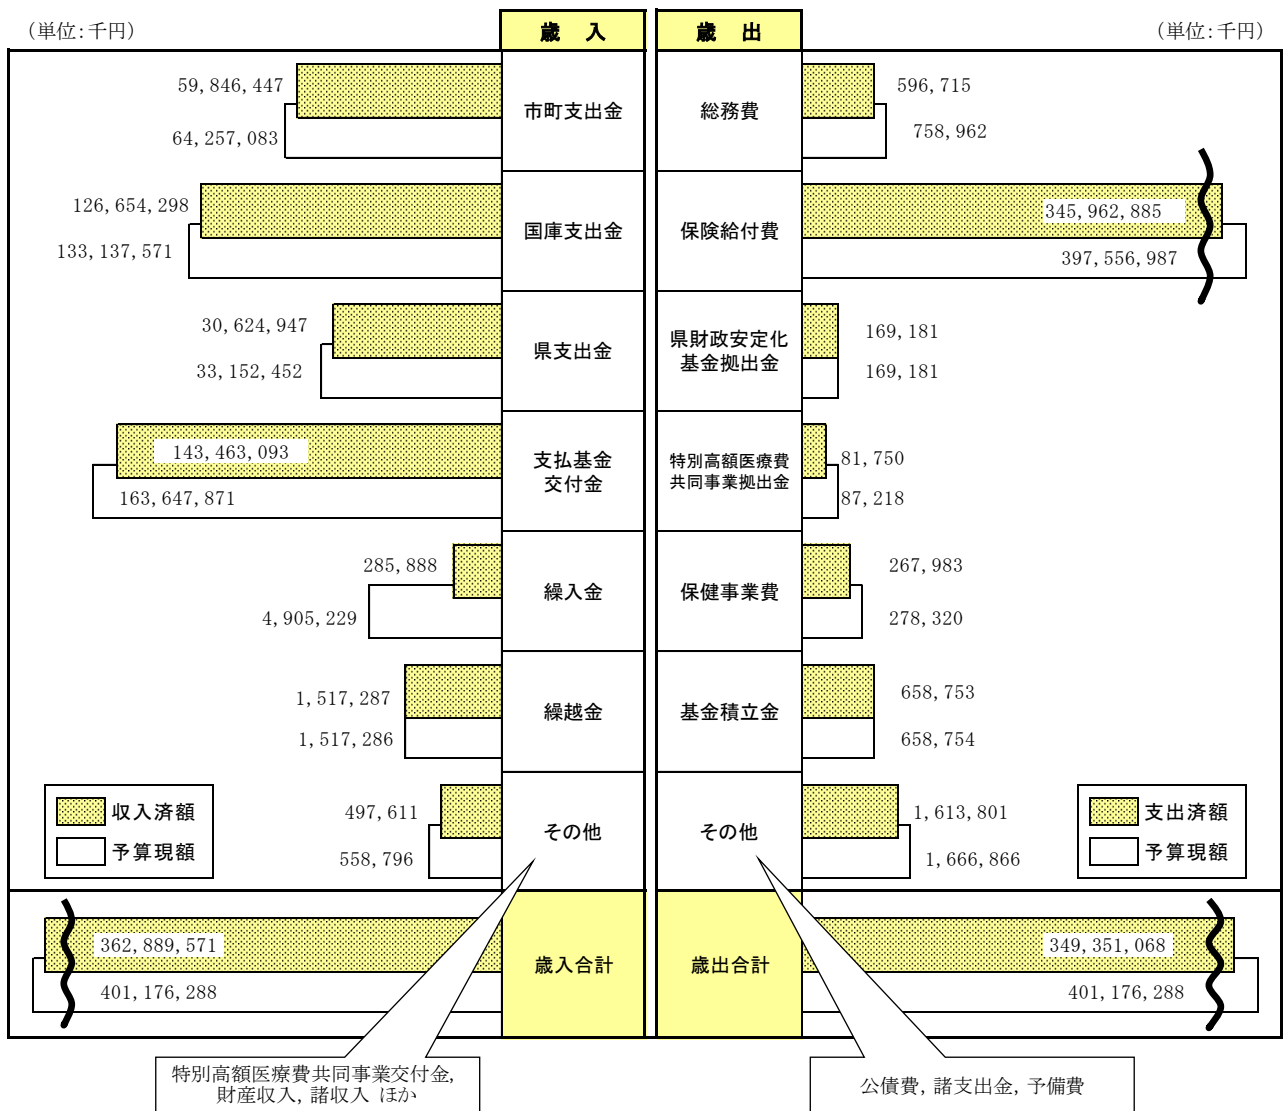 （単位：千円）
歳　入
歳　出
（単位：千円）
59,846,447
64,257,083
市町支出金
総務費
596,715
758,962
126,654,298
133,137,571
国庫支出金
保険給付費
345,962,885
397,556,987
30,624,947
33,152,452
県支出金
県財政安定化
基金拠出金
169,181
169,181
143,463,093
163,647,871
支払基金
交付金
特別高額医療費
共同事業拠出金
81,750
87,218
285,888
4,905,229
繰入金
保健事業費
267,983
278,320
1,517,287
1,517,286
繰越金
基金積立金
658,753
658,754
収入済額
予算現額
497,611
558,796
その他
その他
1,613,801
1,666,866
支出済額
予算現額
362,889,571
401,176,288
歳入合計
歳出合計
349,351,068
401,176,288
特別高額医療費共同事業交付金,
財産収入, 諸収入 ほか
公債費, 諸支出金, 予備費